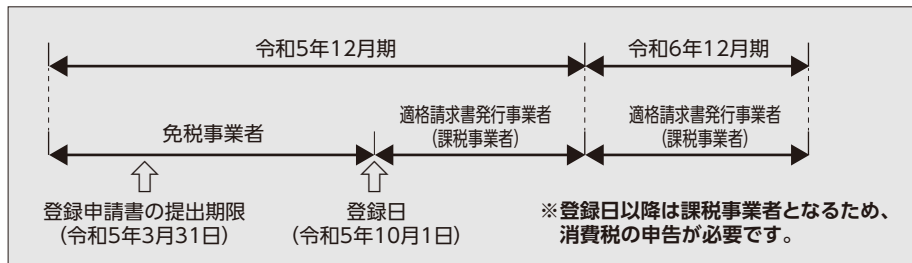 令和5年12月期
令和6年12月期
免税事業者
適格請求書発行事業者
(課税事業者)
適格請求書発行事業者
(課税事業者)
登録申請書の提出期限
(令和5年3月31日)
登録日
(令和5年10月1日)
※登録日以降は課税事業者となるため、
消費税の申告が必要です。